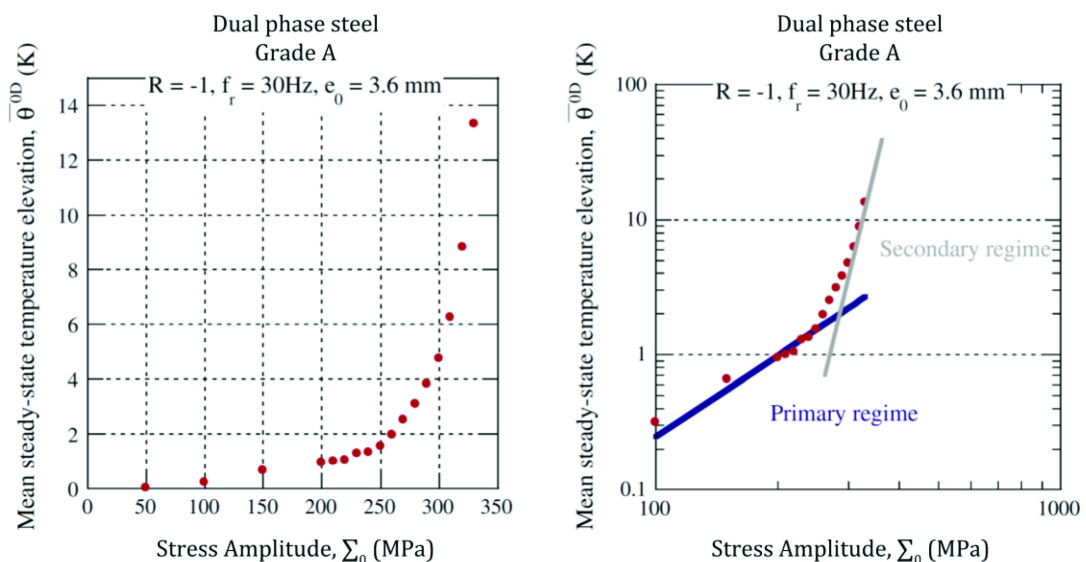 Dual phase steel
Grade A
R = -1, f_r = 30Hz, e_0 = 3.6 mm
Mean steady-state temperature elevation, θ̅^0D (K)
14
12
10
8
6
4
2
0
0 50 100 150 200 250 300 350
Stress Amplitude, ∑_0 (MPa)
Dual phase steel
Grade A
R = -1, f_r = 30Hz, e_0 = 3.6 mm
Mean steady-state temperature elevation, θ̅^0D (K)
100
10
Secondary regime
1
Primary regime
0.1
100 1000
Stress Amplitude, ∑_0 (MPa)